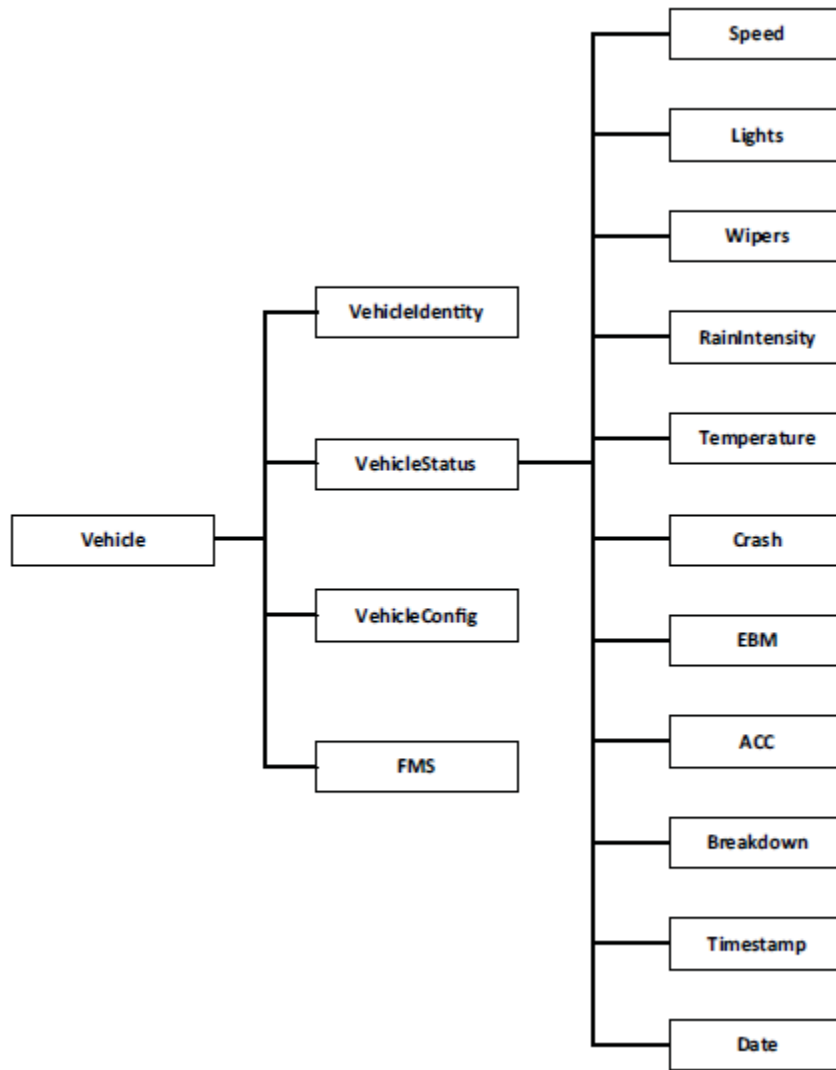 Speed
Lights
Wipers
RainIntensity
Temperature
Crash
EBM
ACC
Breakdown
Timestamp
Date
VehicleIdentity
VehicleStatus
VehicleConfig
FMS
Vehicle